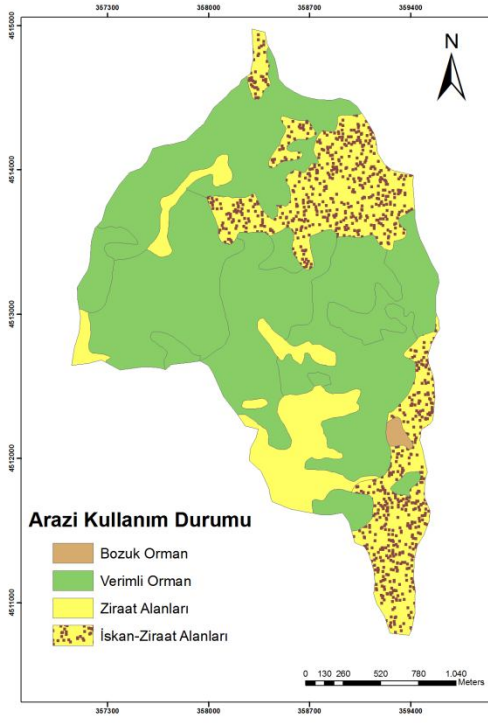 357300 358000 358700 359400
4515000
N
4514000
4513000
4512000
Arazi Kullanım Durumu
Bozuk Orman
Verimli Orman
Ziraat Alanları
İskan-Ziraat Alanları
4511000
0 130 260 520 780 1.040
Meters
357300 358000 358700 359400